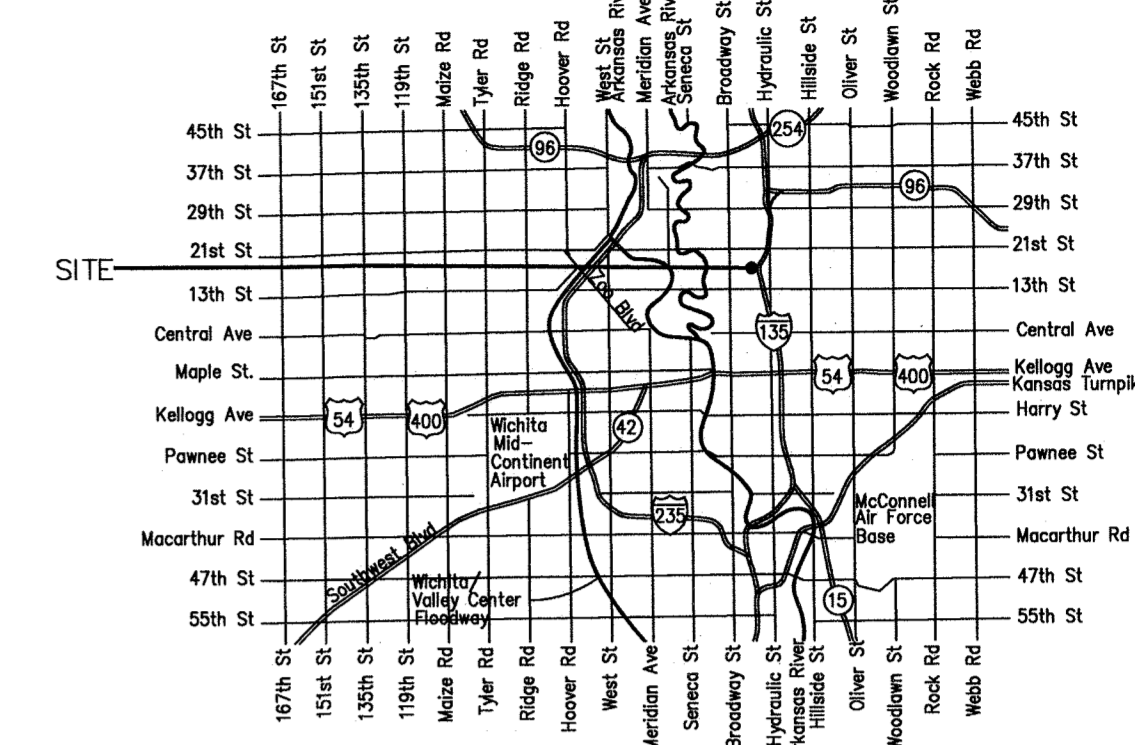 167th St
151st St
135th St
119th St
Maize Rd
Tyler Rd
Ridge Rd
Hoover Rd
West St
Arkansas Riv
Meridian Ave
Arkansas Riv
Seneca St
Broadway St
Hydraulic St
Hillside St
Oliver St
Woodlawn St
Rock Rd
Webb Rd
45th St
254
45th St
96
37th St
37th St
96
29th St
29th St
21st St
21st St
SITE
Zoo Blvd
13th St
13th St
Central Ave
135
Central Ave
Maple St.
54
400
Kellogg Ave
Kansas Turnpik
Kellogg Ave
54
400
Harry St
42
Wichita
Mid-
Continent
Airport
Pawnee St
Pawnee St
31st St
31st St
McConnell
Air Force
Base
235
Macarthur Rd
Macarthur Rd
Southwest Blvd
47th St
47th St
Wichita/
Valley Center
Floodway
15
55th St
55th St
167th St
151st St
135th St
119th St
Maize Rd
Tyler Rd
Ridge Rd
Hoover Rd
West St
Meridian Ave
Seneca St
Broadway St
Hydraulic St
rkansas River
Hillside St
Oliver St
Woodlawn St
Rock Rd
Webb Rd